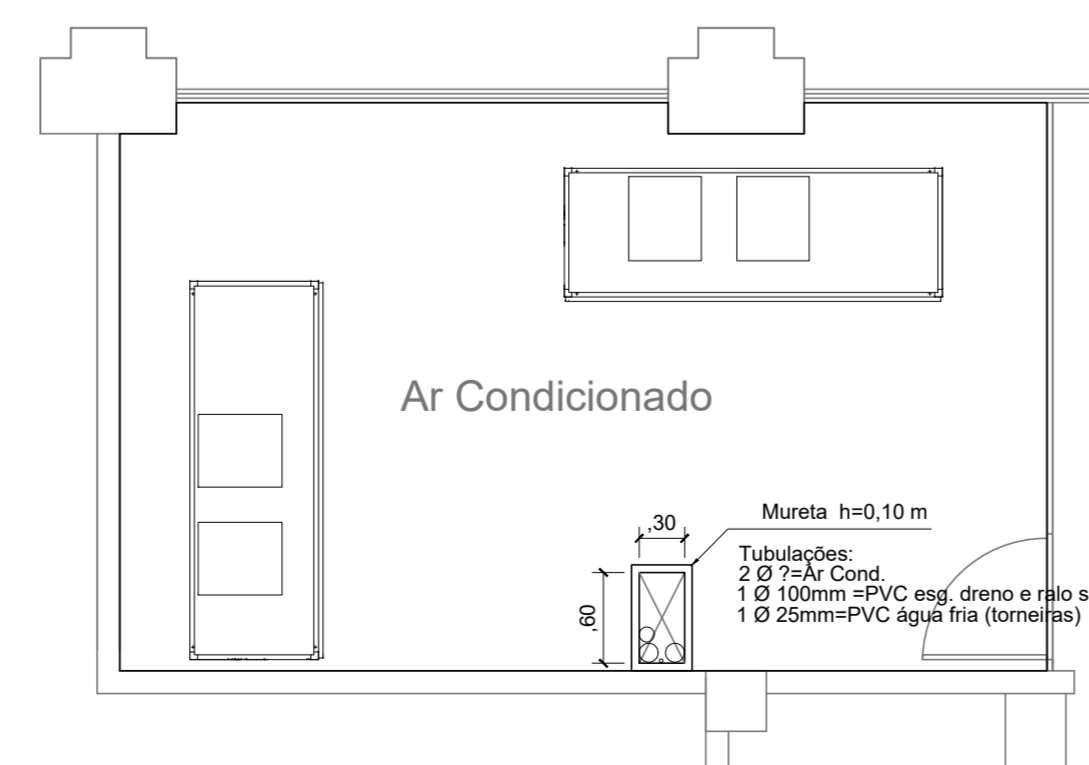 Ar Condicionado
,30
Mureta h=0,10 m
Tubulações:
2 Ø ?=Ar Cond.
1 Ø 100mm =PVC esg. dreno e ralo s
1 Ø 25mm=PVC água fria (torneiras)
,60